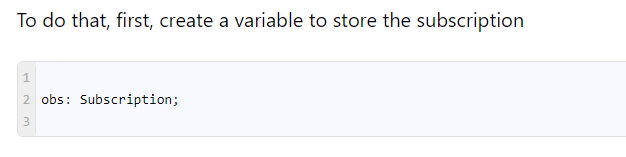 To do that, first, create a variable to store the subscription
1
2 obs: Subscription;
3